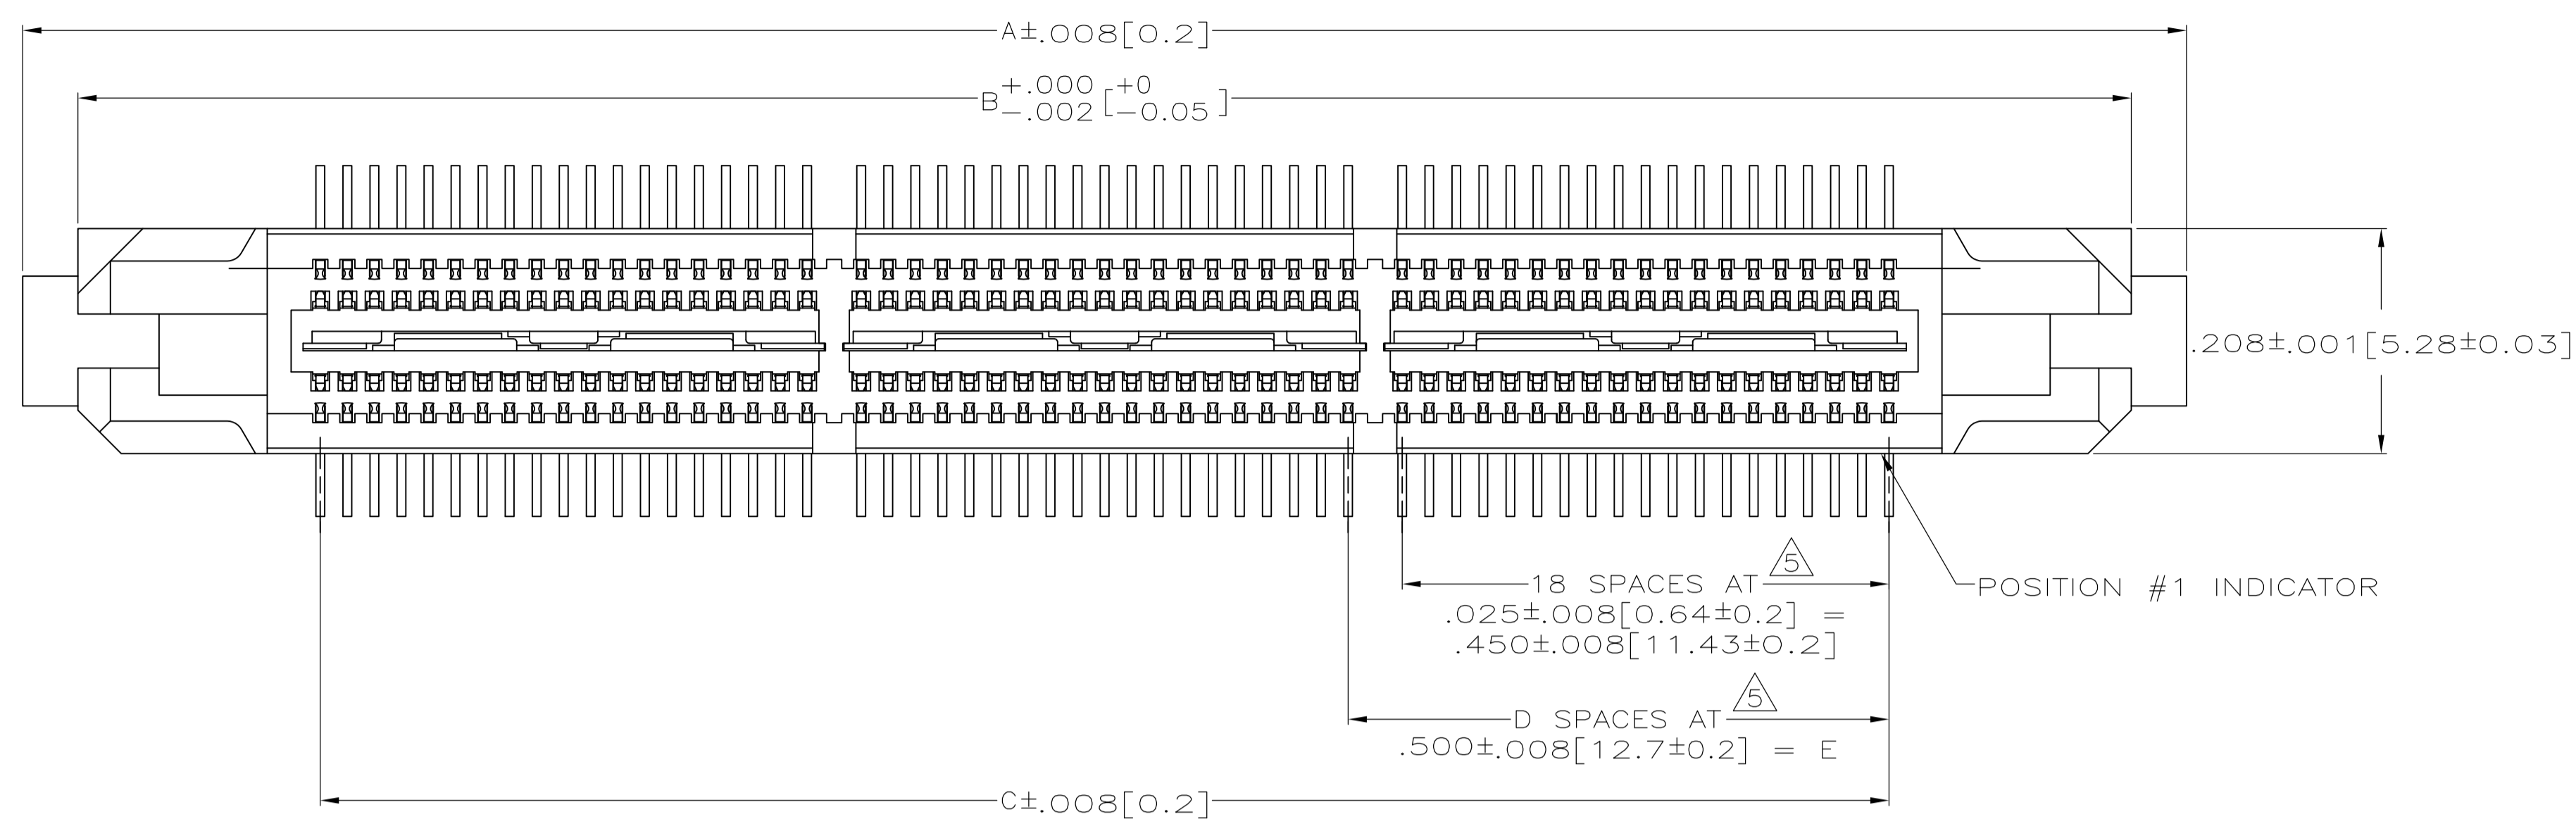 A±.008[0.2]
B+.000 +0
-.002[-0.05]
.208±.001[5.28±0.03]
5
18 SPACES AT
.025±.008[0.64±0.2] =
.450±.008[11.43±0.2]
POSITION #1 INDICATOR
5
D SPACES AT
.500±.008[12.7±0.2] = E
C±.008[0.2]